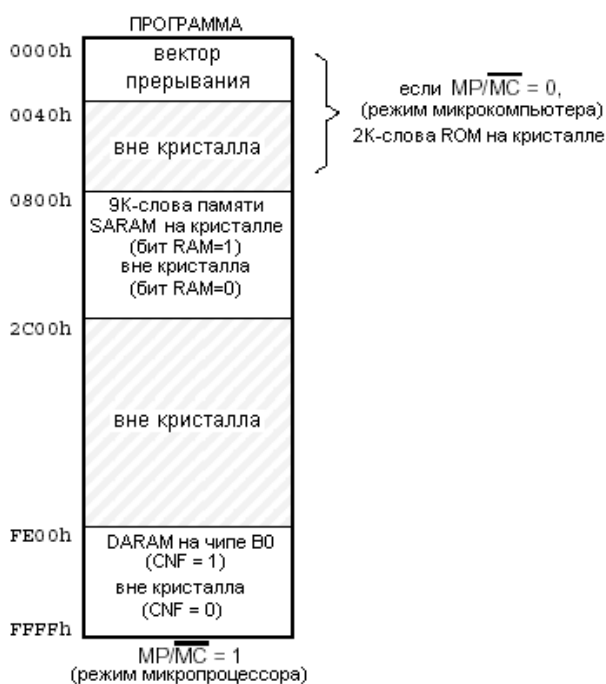 ПРОГРАММА
0000h
вектор
прерывания
0040h
вне кристалла
если MP/MC = 0,
(режим микрокомпьютера)
2К-слова ROM на кристалле
0800h
9К-слова памяти
SARAM на кристалле
(бит RAM=1)
вне кристалла
(бит RAM=0)
2C00h
вне кристалла
FE00h
DARAM на чипе B0
(CNF = 1)
вне кристалла
(CNF = 0)
FFFFh
MP/MC = 1
(режим микропроцессора)